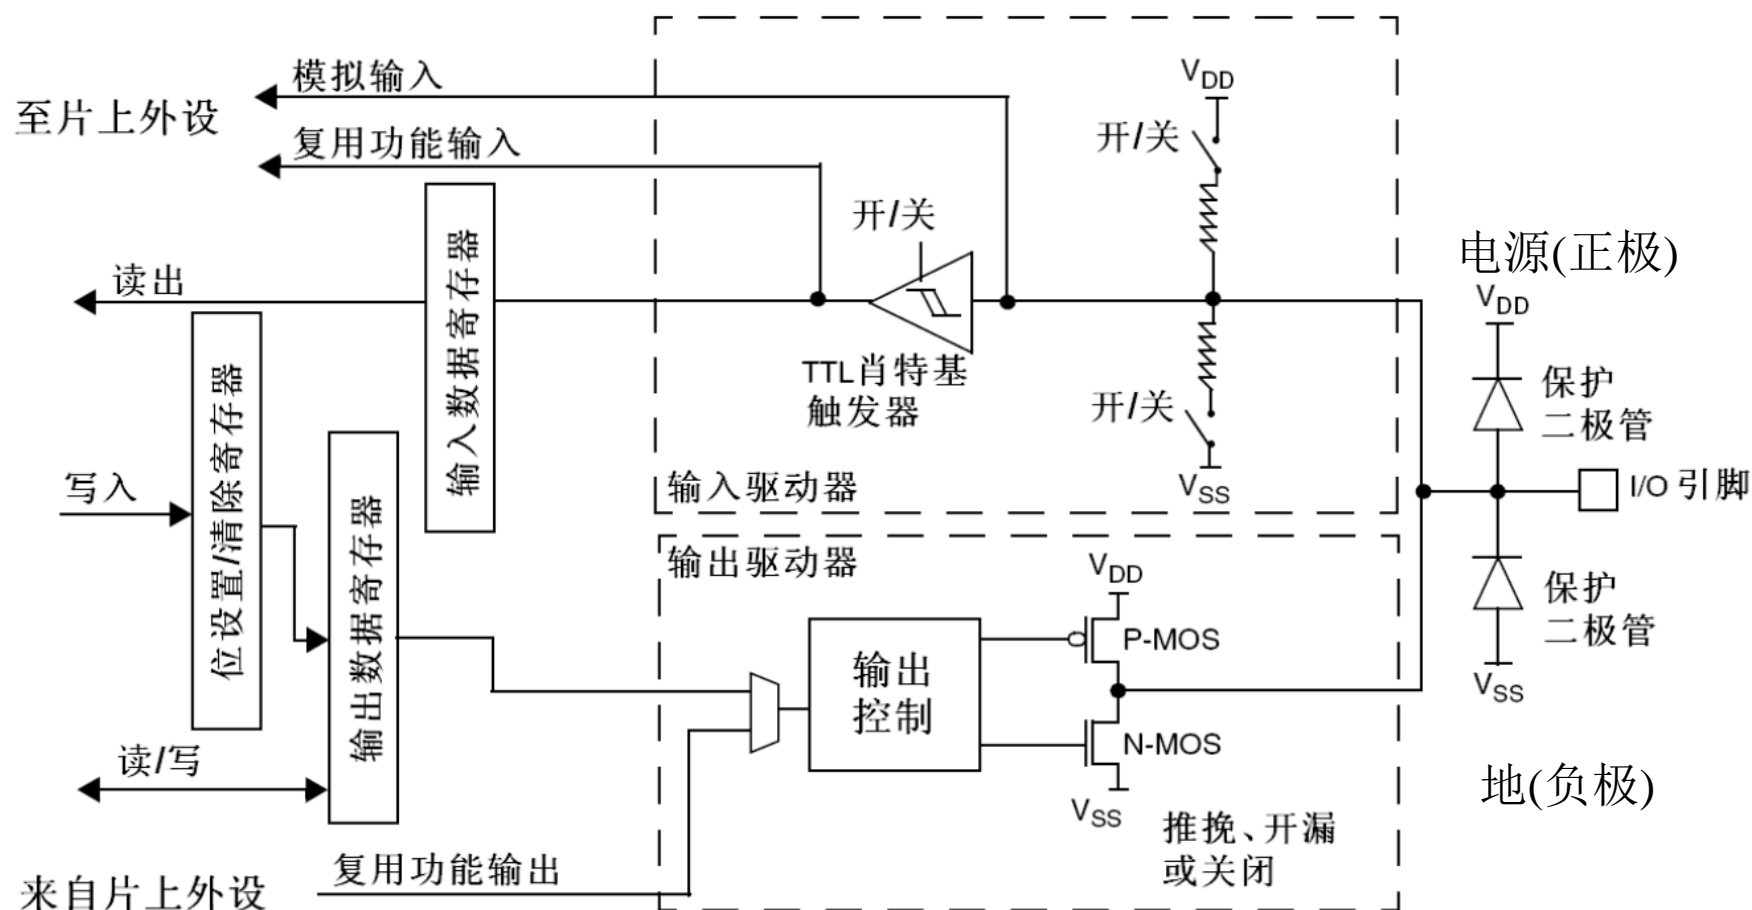 模拟输入
至片上外设
复用功能输入
读出
输入数据寄存器
开/关
TTL肖特基
触发器
VDD
开/关
开/关
VSS
输入驱动器
电源(正极)
VDD
保护
二极管
I/O 引脚
保护
二极管
VSS
地(负极)
写入
位设置/清除寄存器
输出数据寄存器
读/写
来自片上外设
复用功能输出
输出驱动器
输出
控制
VDD
P-MOS
N-MOS
VSS
推挽、开漏
或关闭